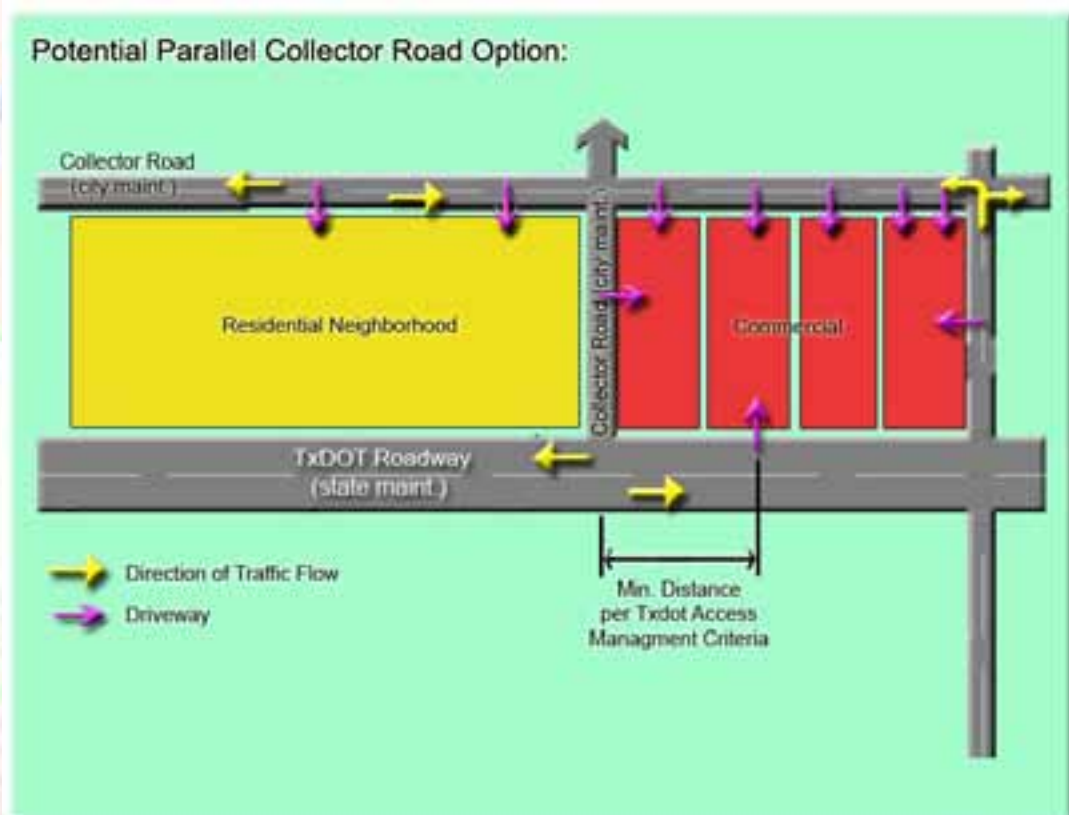 Potential Parallel Collector Road Option:
Collector Road
(city maint.)
Collector Road (city maint.)
Residential Neighborhood
Commercial
TxDOT Roadway
(state maint.)
Direction of Traffic Flow
Driveway
Min. Distance
per Txdot Access
Managment Criteria